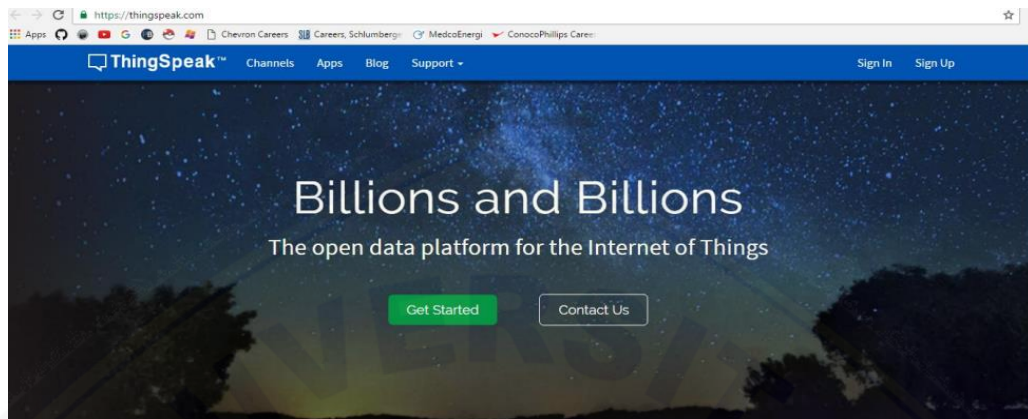 https://thingspeak.com
Apps G Chevron Careers Careers, Schlumberge MedcoEnergi ConocoPhillips Caree
ThingSpeak™ Channels Apps Blog Support Sign In Sign Up
Billions and Billions
The open data platform for the Internet of Things
Get Started Contact Us
VERSIT